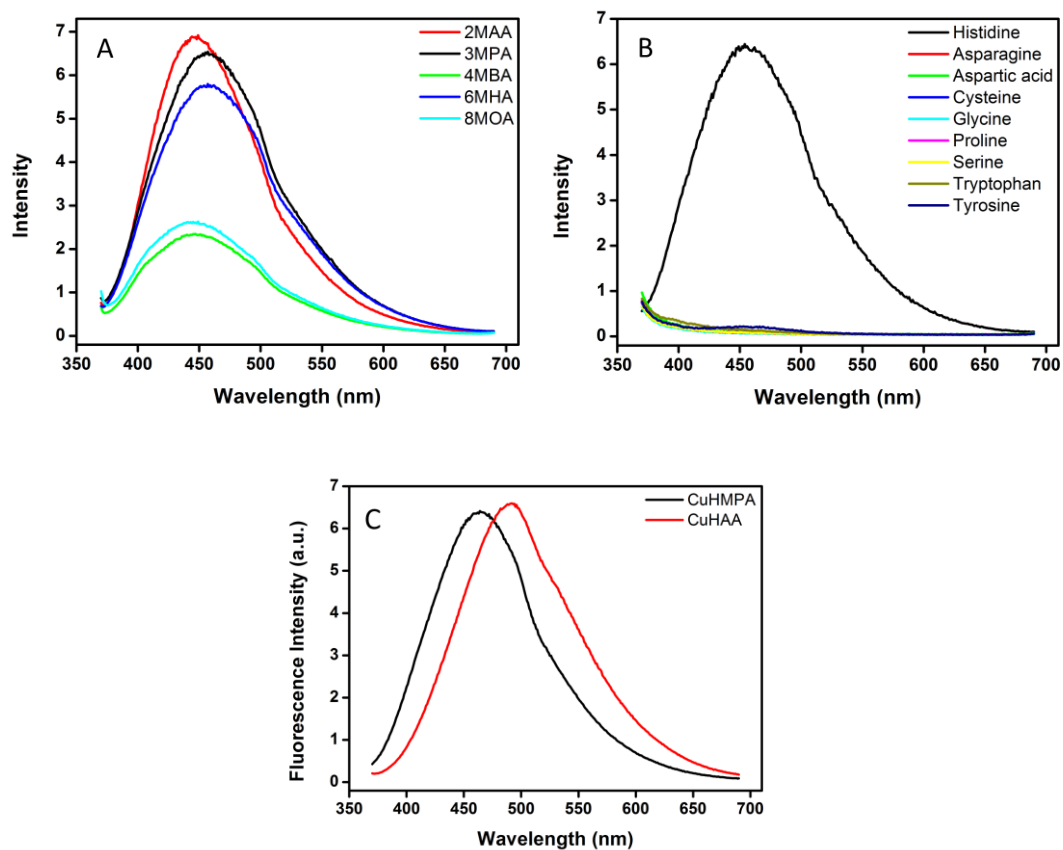 A
2MAA
3MPA
4MBA
6MHA
8MOA
Intensity
7
6
5
4
3
2
1
0
350 400 450 500 550 600 650 700
Wavelength (nm)
B
Histidine
Asparagine
Aspartic acid
Cysteine
Glycine
Proline
Serine
Tryptophan
Tyrosine
Intensity
7
6
5
4
3
2
1
0
350 400 450 500 550 600 650 700
Wavelength (nm)
C
CuHMPA
CuHAA
Fluorescence Intensity (a.u.)
7
6
5
4
3
2
1
0
350 400 450 500 550 600 650 700
Wavelength (nm)